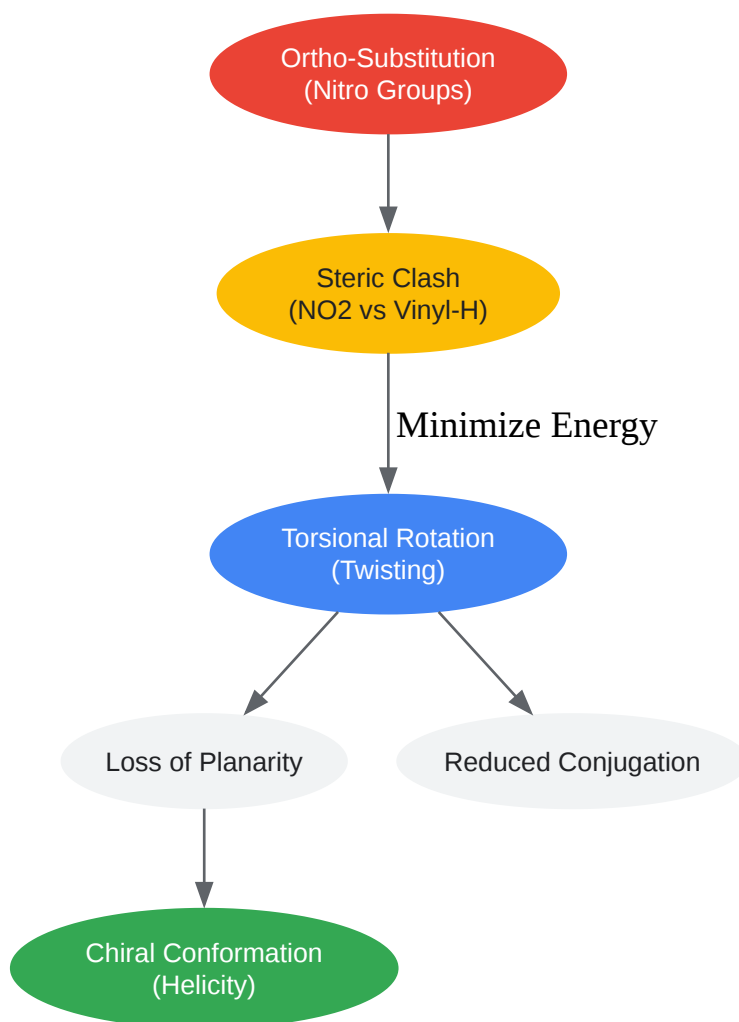 Ortho-Substitution
(Nitro Groups)
Steric Clash
(NO2 vs Vinyl-H)
Minimize Energy
Torsional Rotation
(Twisting)
Loss of Planarity
Reduced Conjugation
Chiral Conformation
(Helicity)